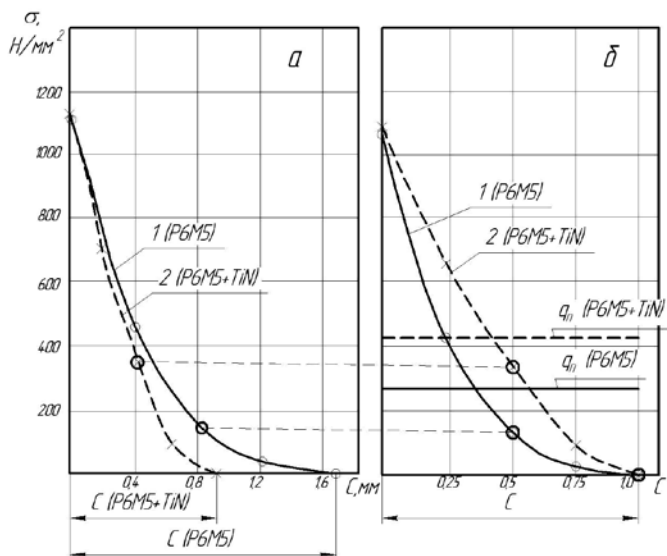 σ,
Н/мм²
а
б
1200
1000
800
600
400
200
1 (Р6М5)
2 (Р6М5+TiN)
1 (Р6М5)
2 (Р6М5+TiN)
qп (Р6М5+TiN)
qп (Р6М5)
0,4
0,8
1,2
1,6
С,мм
0,25
0,5
0,75
1,0
С
С (Р6М5+TiN)
С
С (Р6М5)